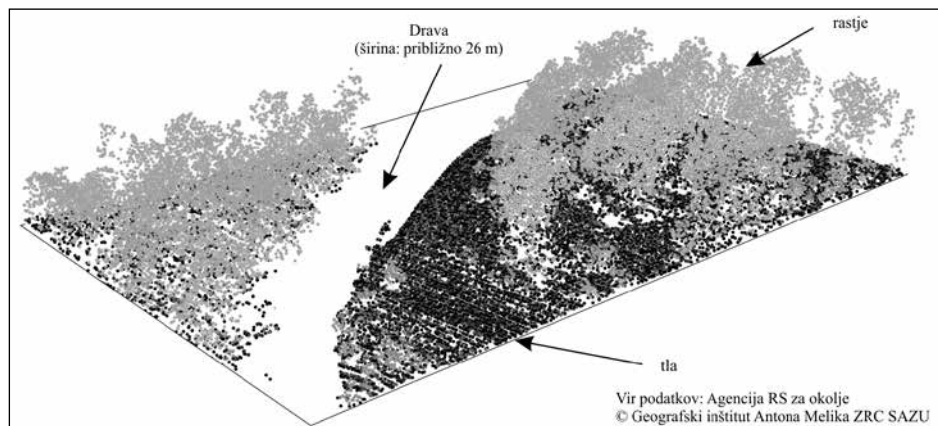 Drava
(širina: približno 26 m)
rastje
tla
Vir podatkov: Agencija RS za okolje
© Geografski inštitut Antona Melika ZRC SAZU